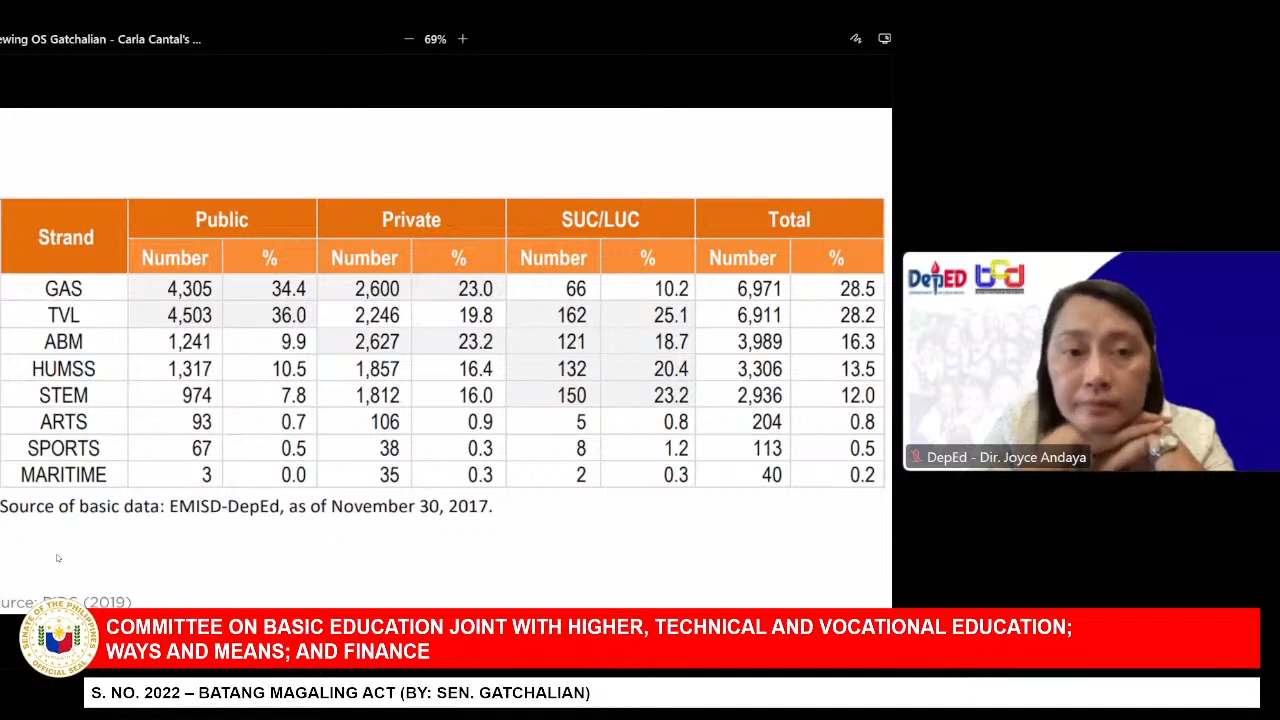 ewing OS Gatchalian - Carla Cantal's ...
69%
Strand Public Private SUC/LUC Total
Number % Number % Number % Number %
GAS 4,305 34.4 2,600 23.0 66 10.2 6,971 28.5
TVL 4,503 36.0 2,246 19.8 162 25.1 6,911 28.2
ABM 1,241 9.9 2,627 23.2 121 18.7 3,989 16.3
HUMSS 1,317 10.5 1,857 16.4 132 20.4 3,306 13.5
STEM 974 7.8 1,812 16.0 150 23.2 2,936 12.0
ARTS 93 0.7 106 0.9 5 0.8 204 0.8
SPORTS 67 0.5 38 0.3 8 1.2 113 0.5
MARITIME 3 0.0 35 0.3 2 0.3 40 0.2
Source of basic data: EMISD-DepEd, as of November 30, 2017.
urce: PIDS (2019)
DepED
DepEd - Dir. Joyce Andaya
SENATE OF THE PHILIPPINES
OFFICIAL SEAL
COMMITTEE ON BASIC EDUCATION JOINT WITH HIGHER, TECHNICAL AND VOCATIONAL EDUCATION;
WAYS AND MEANS; AND FINANCE
S. NO. 2022 – BATANG MAGALING ACT (BY: SEN. GATCHALIAN)